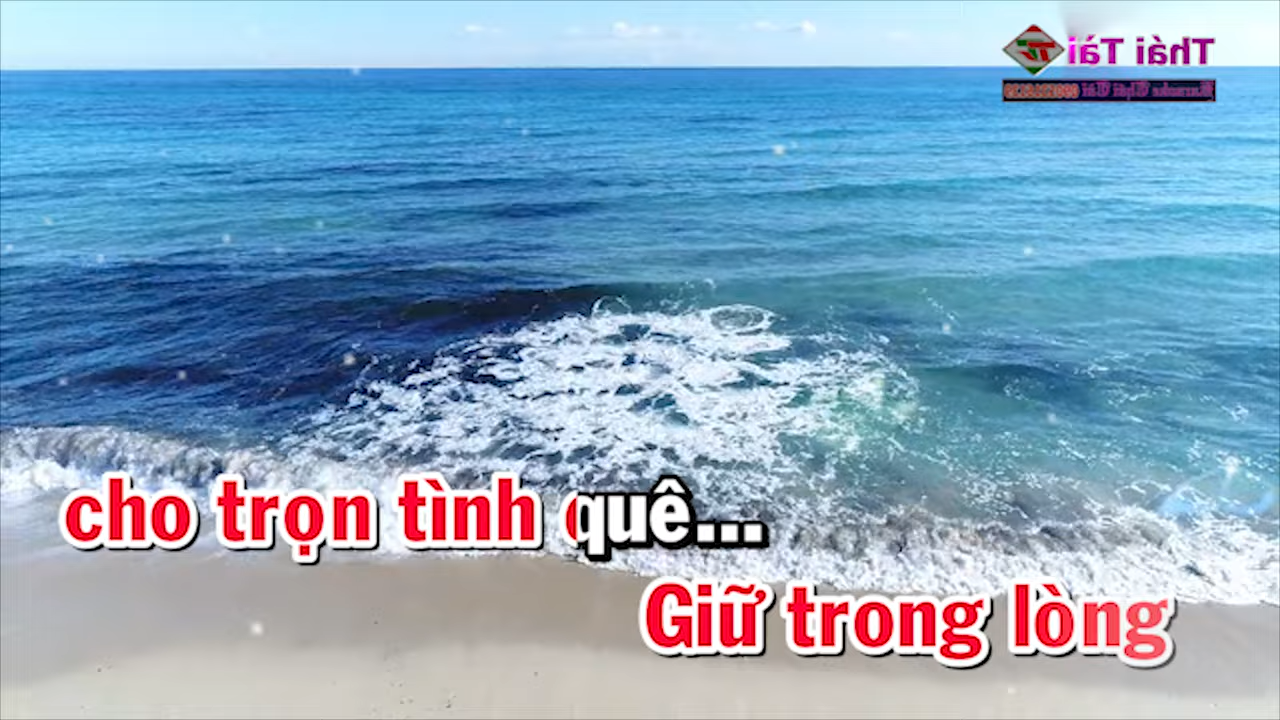 Thái Tài
cho trọn tình quê...
Giữ trong lòng